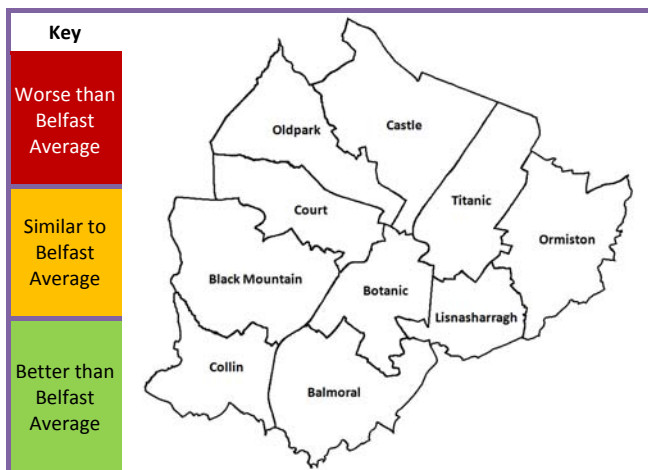 Key
Worse than
Belfast
Average
Similar to
Belfast
Average
Better than
Belfast
Average
Oldpark
Castle
Court
Titanic
Ormiston
Black Mountain
Botanic
Lisnasharragh
Collin
Balmoral